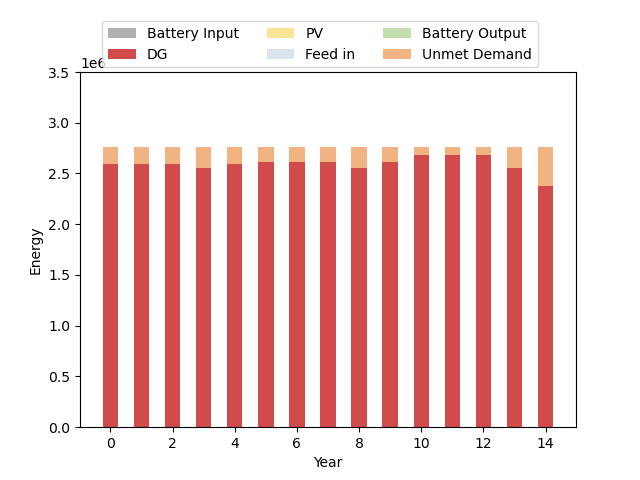 Battery Input PV Battery Output
DG Feed in Unmet Demand
1e6
3.5
3.0
2.5
2.0
1.5
1.0
0.5
0.0
Energy
0 2 4 6 8 10 12 14
Year